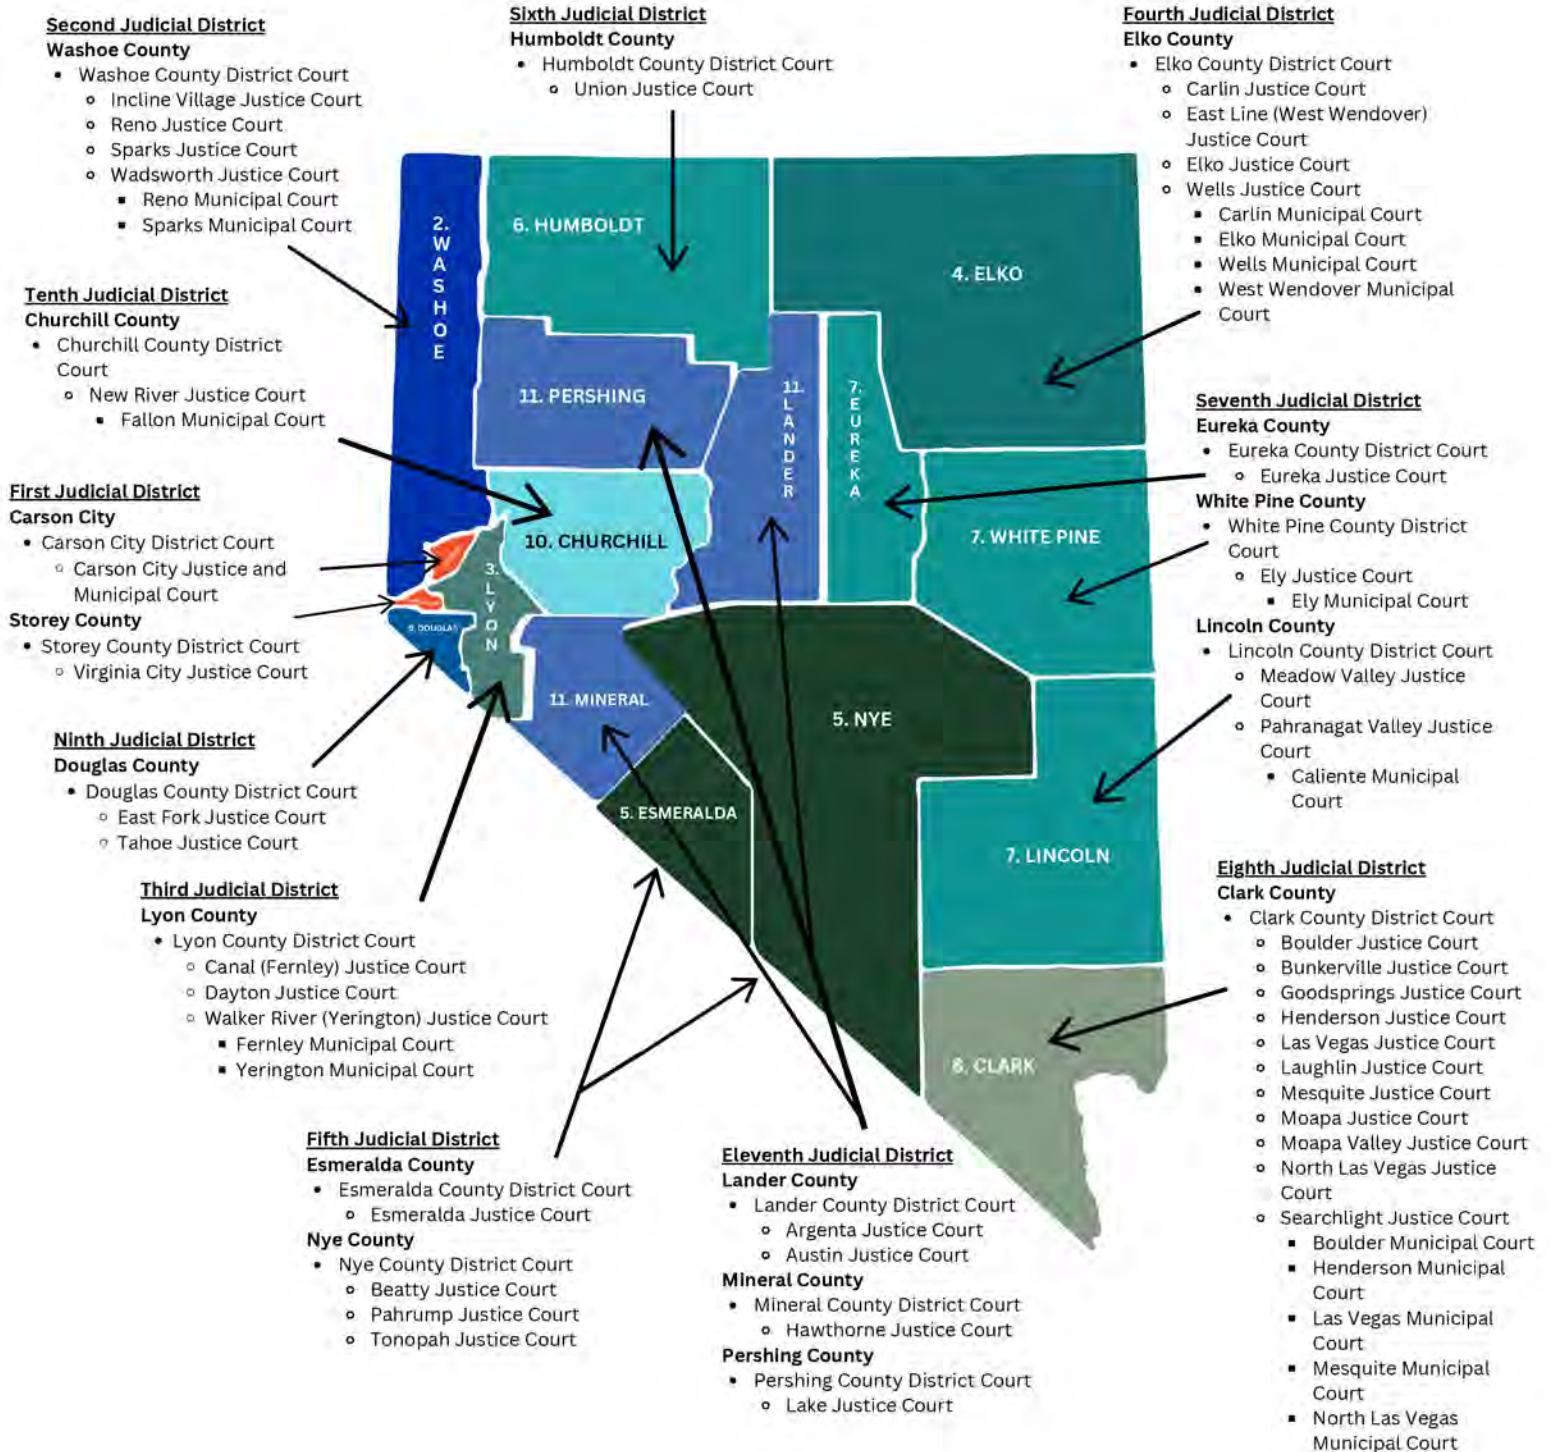 Second Judicial District
Washoe County
• Washoe County District Court
∘ Incline Village Justice Court
∘ Reno Justice Court
∘ Sparks Justice Court
∘ Wadsworth Justice Court
▪ Reno Municipal Court
▪ Sparks Municipal Court
Sixth Judicial District
Humboldt County
• Humboldt County District Court
∘ Union Justice Court
Fourth Judicial District
Elko County
• Elko County District Court
∘ Carlin Justice Court
∘ East Line (West Wendover)
Justice Court
∘ Elko Justice Court
∘ Wells Justice Court
▪ Carlin Municipal Court
▪ Elko Municipal Court
▪ Wells Municipal Court
▪ West Wendover Municipal
Court
Tenth Judicial District
Churchill County
• Churchill County District
Court
∘ New River Justice Court
▪ Fallon Municipal Court
First Judicial District
Carson City
• Carson City District Court
∘ Carson City Justice and
Municipal Court
Storey County
• Storey County District Court
∘ Virginia City Justice Court
Ninth Judicial District
Douglas County
• Douglas County District Court
∘ East Fork Justice Court
∘ Tahoe Justice Court
Third Judicial District
Lyon County
• Lyon County District Court
∘ Canal (Fernley) Justice Court
∘ Dayton Justice Court
∘ Walker River (Yerington) Justice Court
▪ Fernley Municipal Court
▪ Yerington Municipal Court
2. WASHOE
6. HUMBOLDT
4. ELKO
11. PERSHING
11. LANDER
7. EUREKA
10. CHURCHILL
7. WHITE PINE
3. LYON
9. DOUGLAS
11. MINERAL
5. NYE
5. ESMERALDA
7. LINCOLN
8. CLARK
Seventh Judicial District
Eureka County
• Eureka County District Court
∘ Eureka Justice Court
White Pine County
• White Pine County District
Court
∘ Ely Justice Court
▪ Ely Municipal Court
Lincoln County
• Lincoln County District Court
∘ Meadow Valley Justice
Court
∘ Pahranagat Valley Justice
Court
▪ Caliente Municipal
Court
Fifth Judicial District
Esmeralda County
• Esmeralda County District Court
∘ Esmeralda Justice Court
Nye County
• Nye County District Court
∘ Beatty Justice Court
∘ Pahrump Justice Court
∘ Tonopah Justice Court
Eleventh Judicial District
Lander County
• Lander County District Court
∘ Argenta Justice Court
∘ Austin Justice Court
Mineral County
• Mineral County District Court
∘ Hawthorne Justice Court
Pershing County
• Pershing County District Court
∘ Lake Justice Court
Eighth Judicial District
Clark County
• Clark County District Court
∘ Boulder Justice Court
∘ Bunkerville Justice Court
∘ Goodsprings Justice Court
∘ Henderson Justice Court
∘ Las Vegas Justice Court
∘ Laughlin Justice Court
∘ Mesquite Justice Court
∘ Moapa Justice Court
∘ Moapa Valley Justice Court
∘ North Las Vegas Justice
Court
∘ Searchlight Justice Court
▪ Boulder Municipal Court
▪ Henderson Municipal
Court
▪ Las Vegas Municipal
Court
▪ Mesquite Municipal
Court
▪ North Las Vegas
Municipal Court